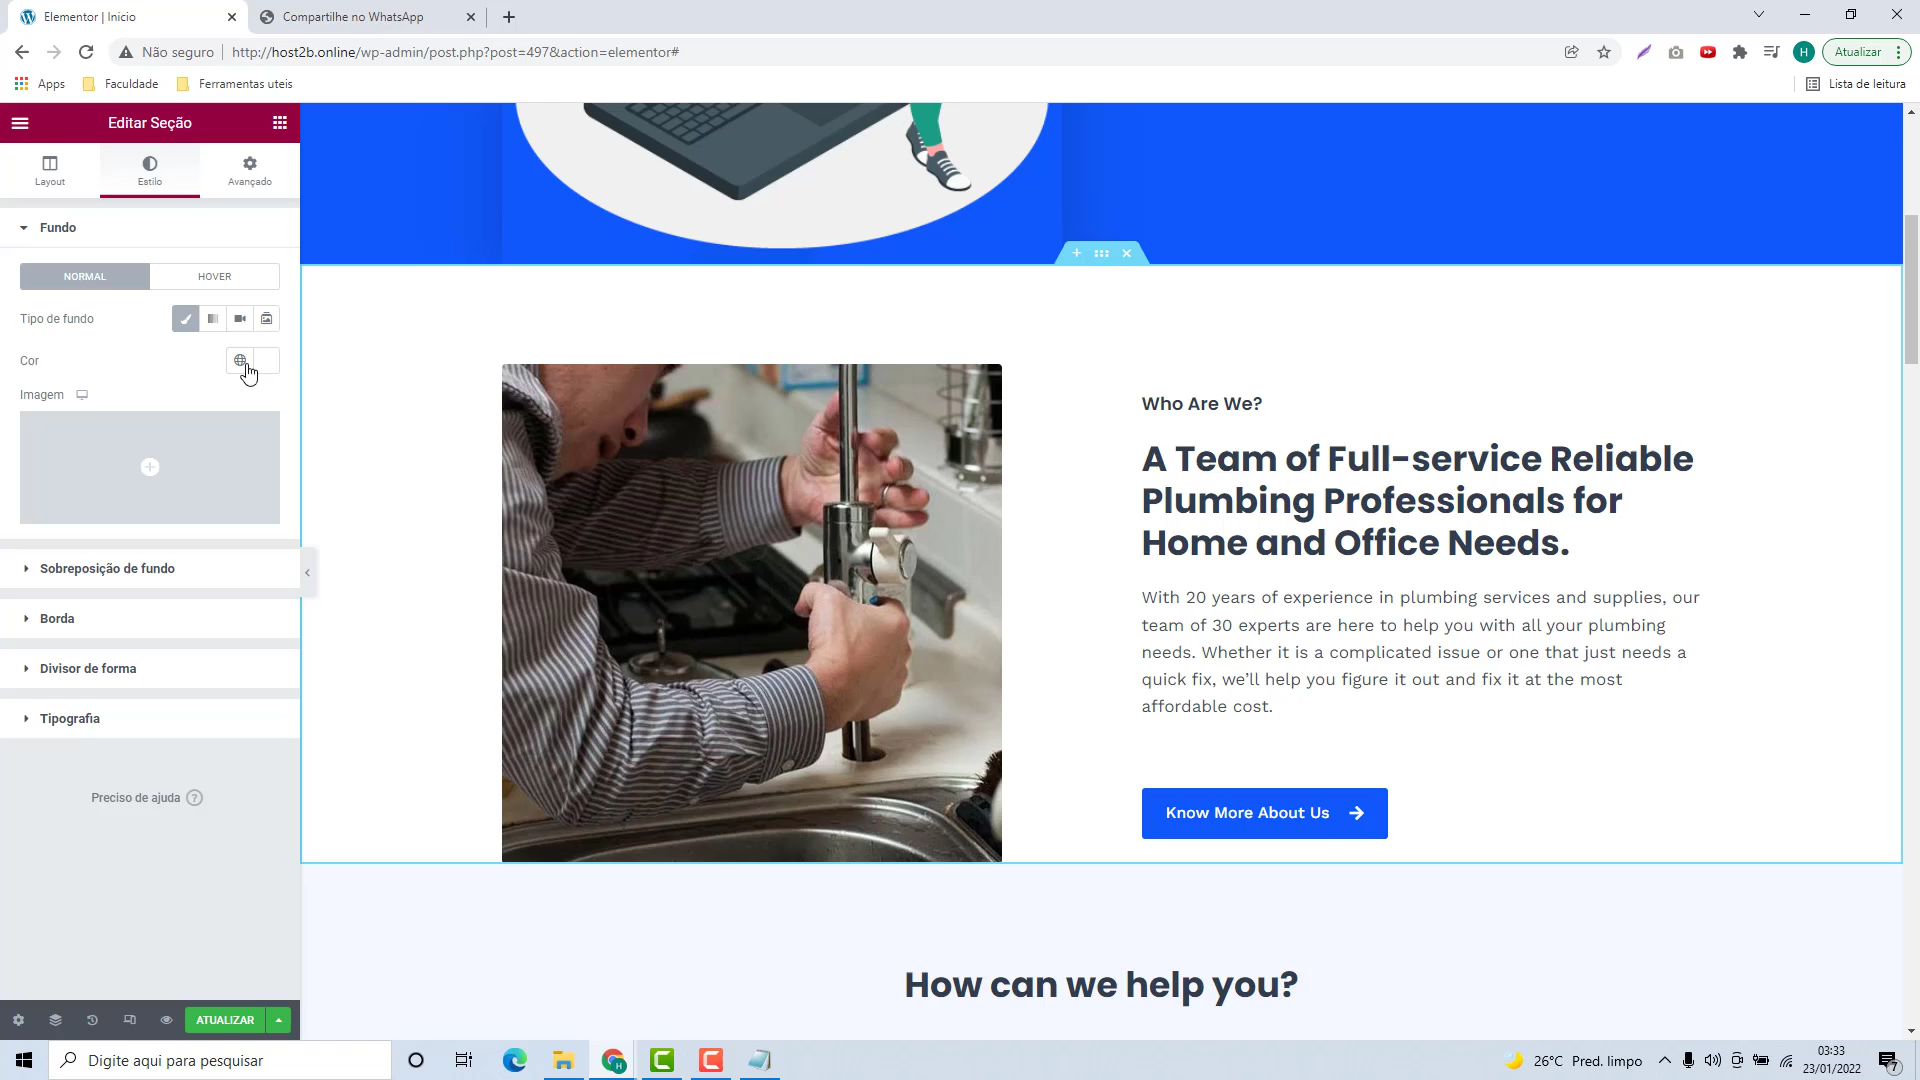 Elementor | Inicio
Compartilhe no WhatsApp
Não seguro
http://host2b.online/wp-admin/post.php?post=497&action=elementor#
H
Atualizar
Apps
Faculdade
Ferramentas uteis
Lista de leitura
Editar Seção
Layout
Estilo
Avançado
Fundo
NORMAL
HOVER
Tipo de fundo
Cor
Imagem
Sobreposição de fundo
Borda
Divisor de forma
Tipografia
Preciso de ajuda ?
ATUALIZAR
Who Are We?
A Team of Full-service Reliable
Plumbing Professionals for
Home and Office Needs.
With 20 years of experience in plumbing services and supplies, our
team of 30 experts are here to help you with all your plumbing
needs. Whether it is a complicated issue or one that just needs a
quick fix, we’ll help you figure it out and fix it at the most
affordable cost.
Know More About Us
How can we help you?
Digite aqui para pesquisar
26°C Pred. limpo
03:33
23/01/2022
7